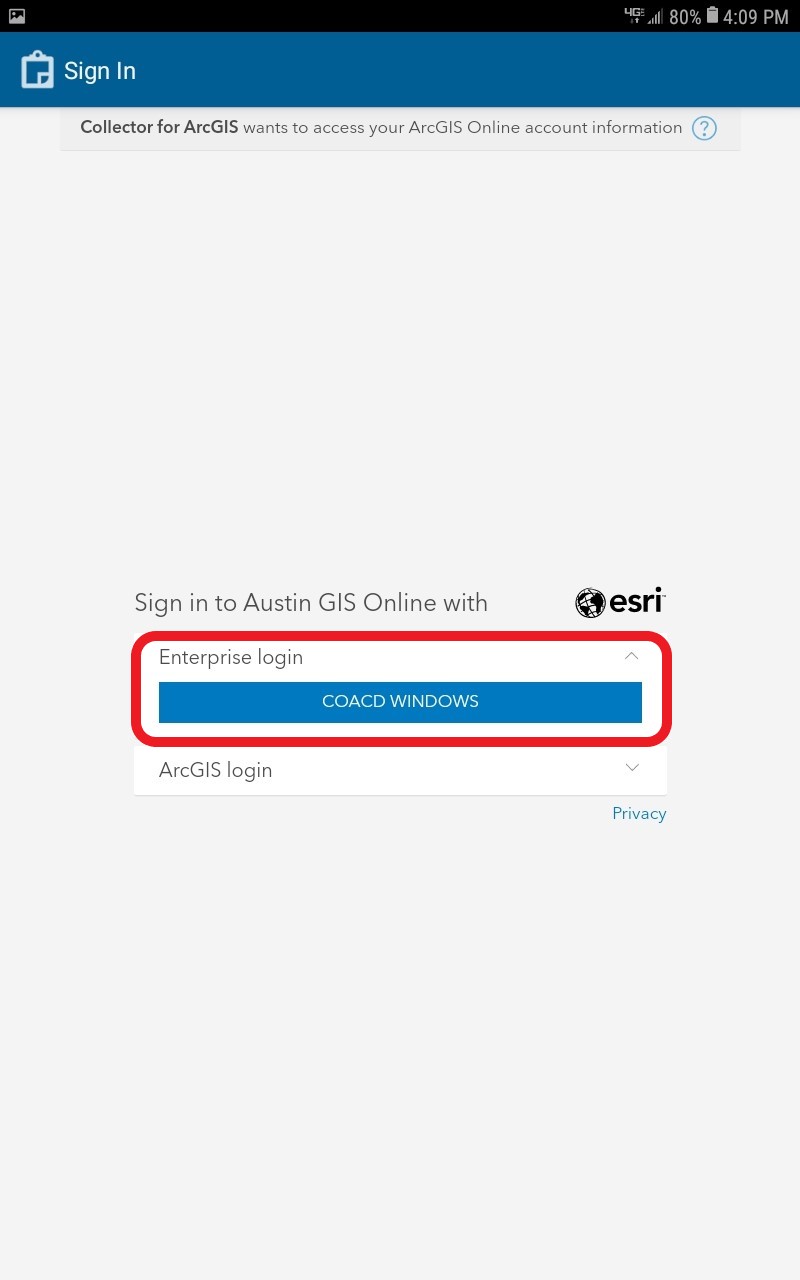 4GE 80% 4:09 PM
Sign In
Collector for ArcGIS wants to access your ArcGIS Online account information ?
Sign in to Austin GIS Online with esri
Enterprise login
COACD WINDOWS
ArcGIS login
Privacy